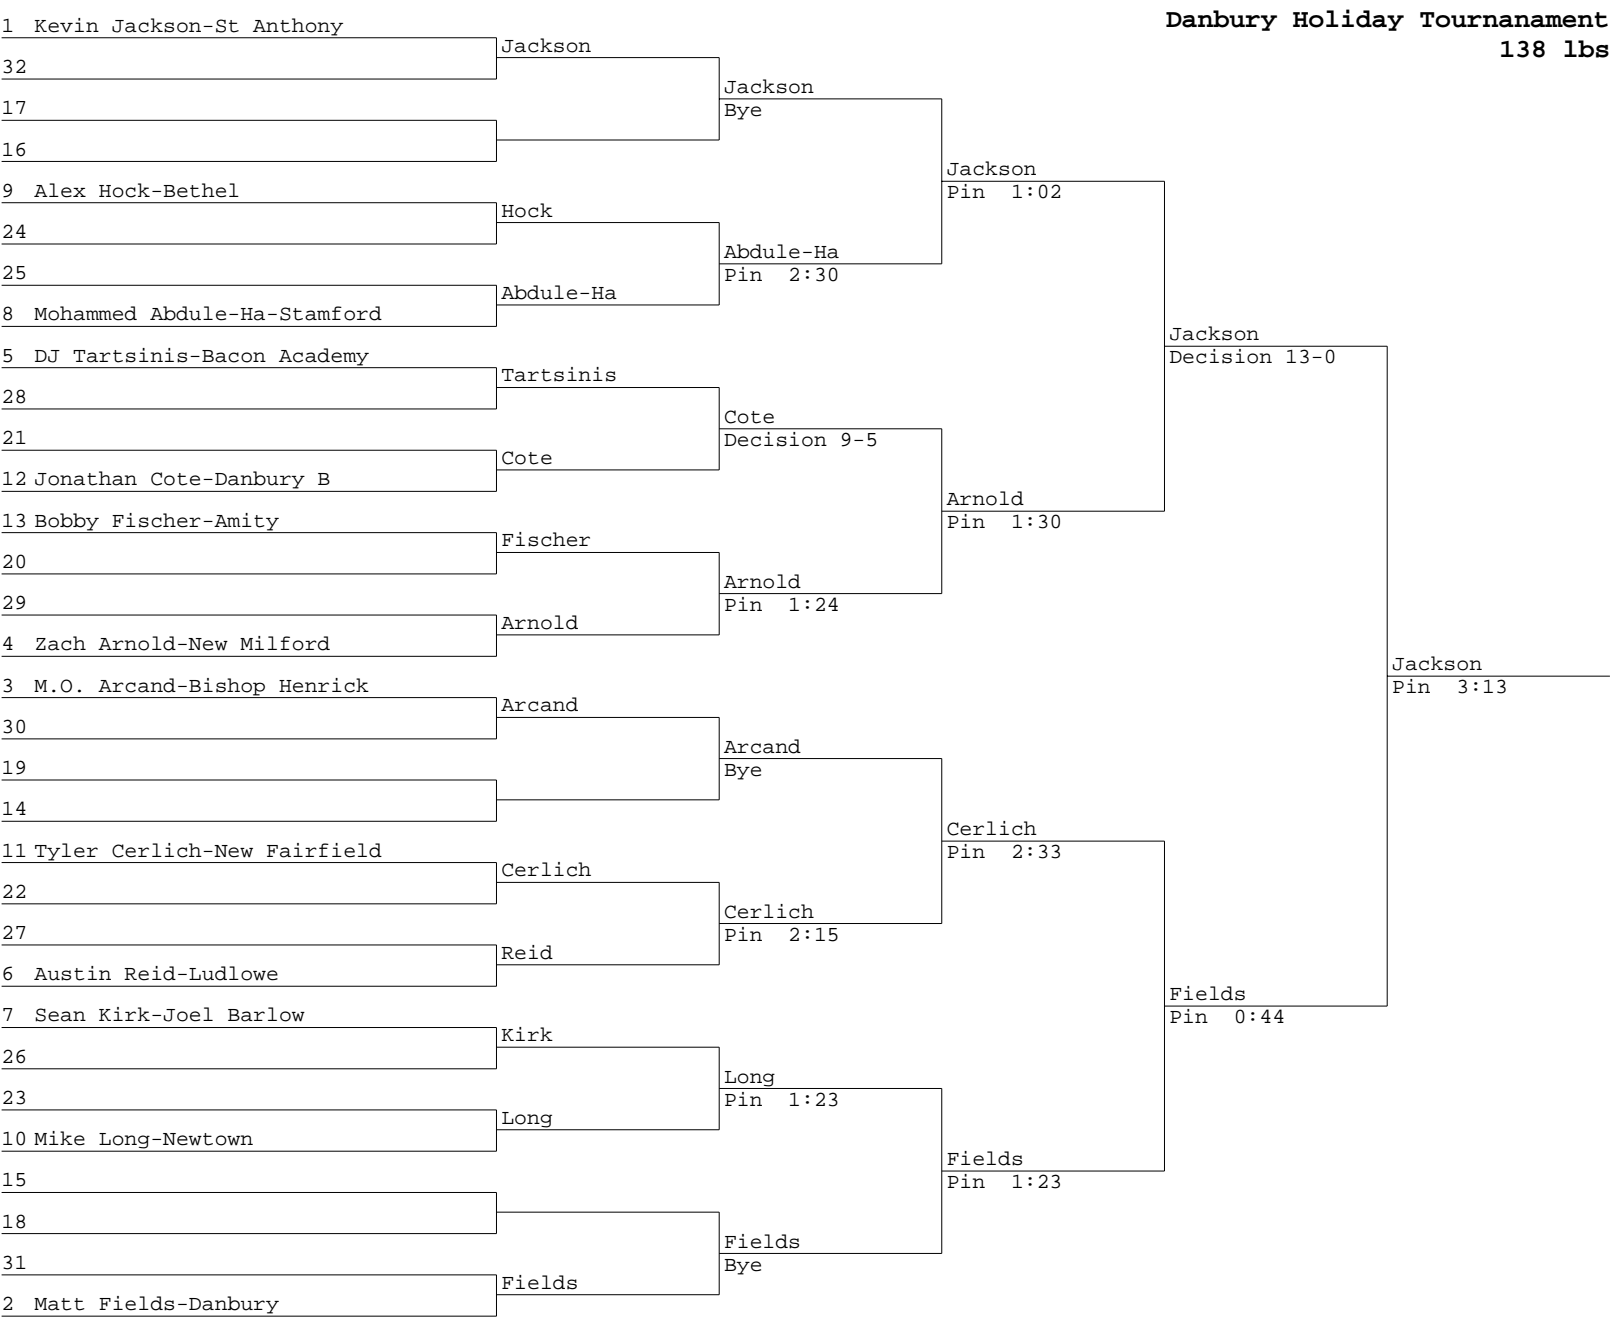 Danbury Holiday Tournanament
138 lbs
1 Kevin Jackson-St Anthony
Jackson
32
Jackson
Bye
17
16
Jackson
Pin 1:02
9 Alex Hock-Bethel
Hock
24
Abdule-Ha
Pin 2:30
25
Abdule-Ha
8 Mohammed Abdule-Ha-Stamford
Jackson
Decision 13-0
5 DJ Tartsinis-Bacon Academy
Tartsinis
28
Cote
Decision 9-5
21
Cote
12 Jonathan Cote-Danbury B
Arnold
Pin 1:30
13 Bobby Fischer-Amity
Fischer
20
Arnold
Pin 1:24
29
Arnold
4 Zach Arnold-New Milford
Jackson
Pin 3:13
3 M.O. Arcand-Bishop Henrick
Arcand
30
Arcand
Bye
19
14
Cerlich
Pin 2:33
11 Tyler Cerlich-New Fairfield
Cerlich
22
Cerlich
Pin 2:15
27
Reid
6 Austin Reid-Ludlowe
Fields
Pin 0:44
7 Sean Kirk-Joel Barlow
Kirk
26
Long
Pin 1:23
23
Long
10 Mike Long-Newtown
Fields
Pin 1:23
15
18
Fields
Bye
31
Fields
2 Matt Fields-Danbury